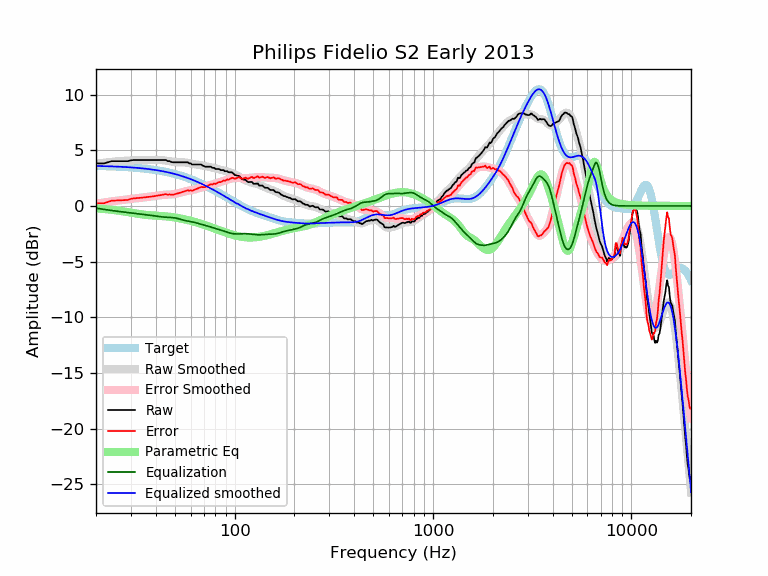 Philips Fidelio S2 Early 2013
10
5
0
−5
−10
−15
−20
−25
Amplitude (dBr)
Target
Raw Smoothed
Error Smoothed
Raw
Error
Parametric Eq
Equalization
Equalized smoothed
100
1000
10000
Frequency (Hz)